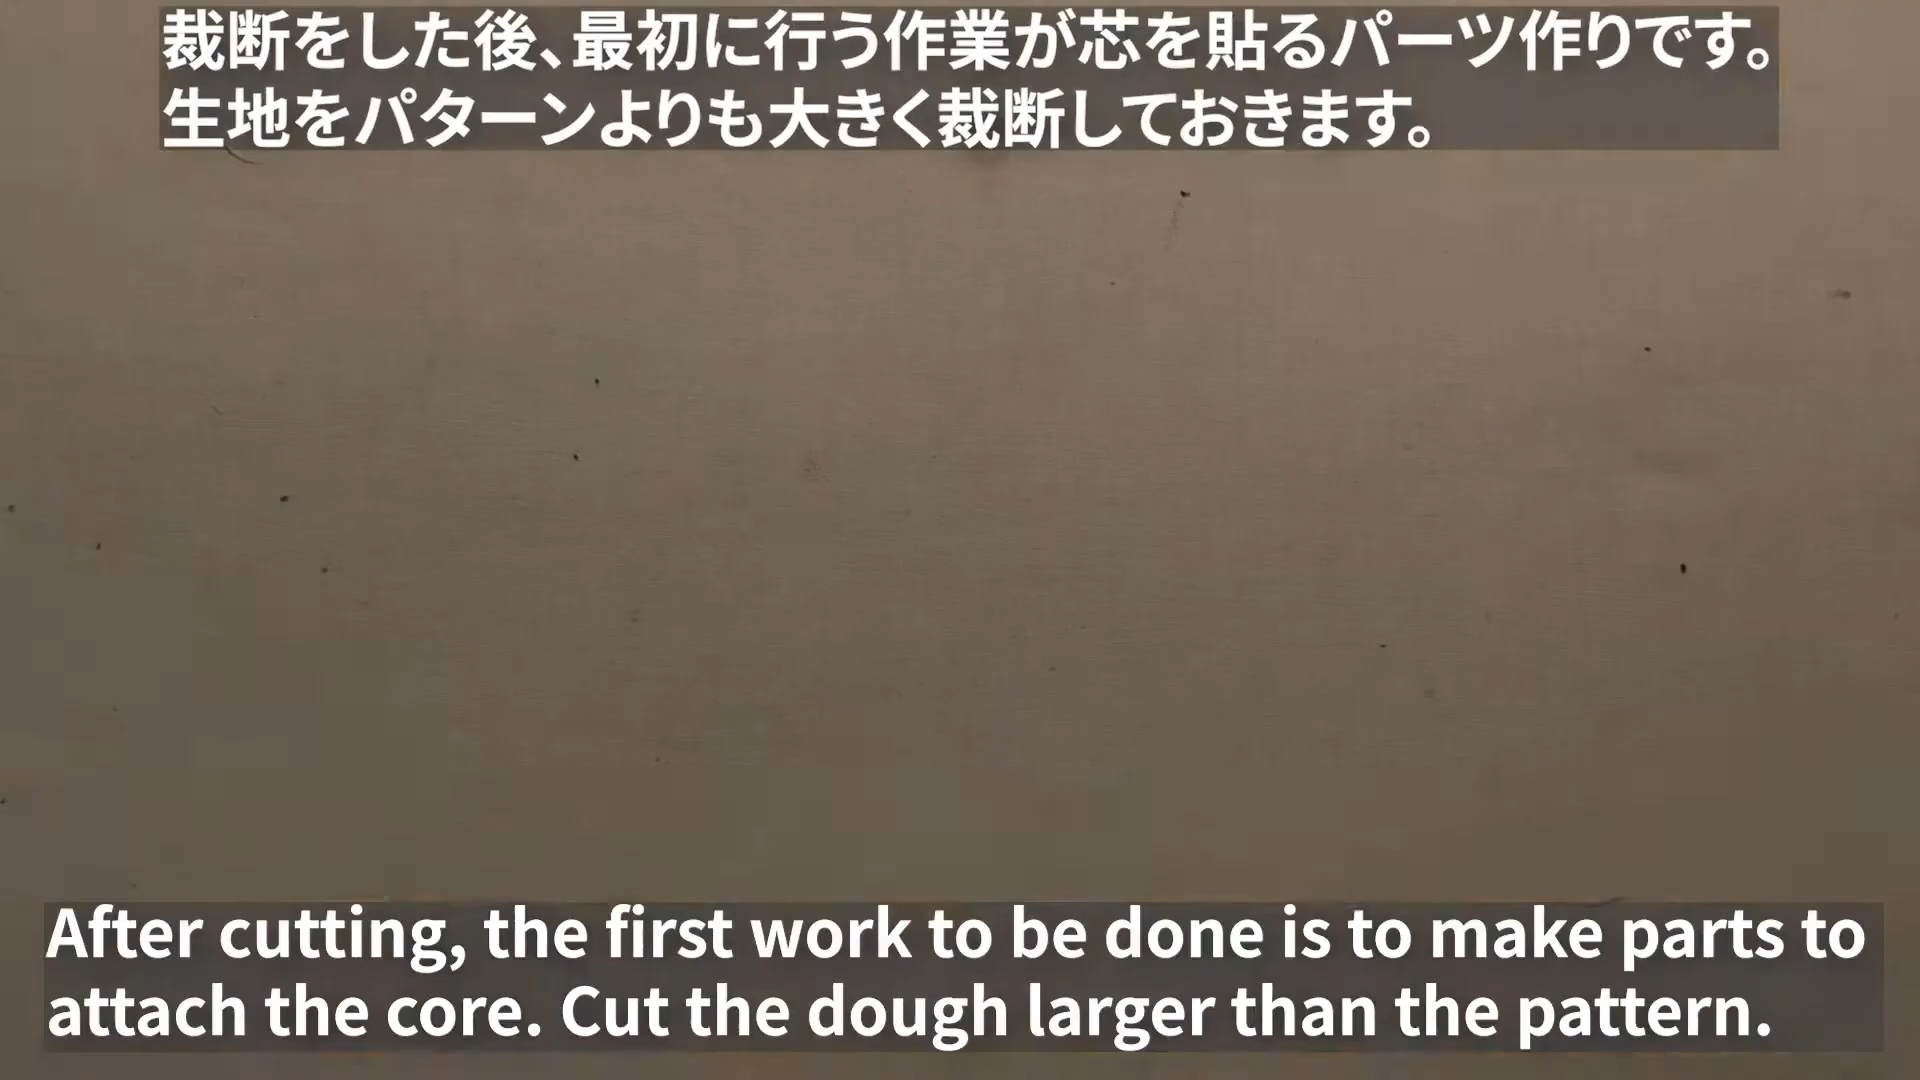 裁断をした後、最初に行う作業が芯を貼るパーツ作りです。
生地をパターンよりも大きく裁断しておきます。
After cutting, the first work to be done is to make parts to
attach the core. Cut the dough larger than the pattern.